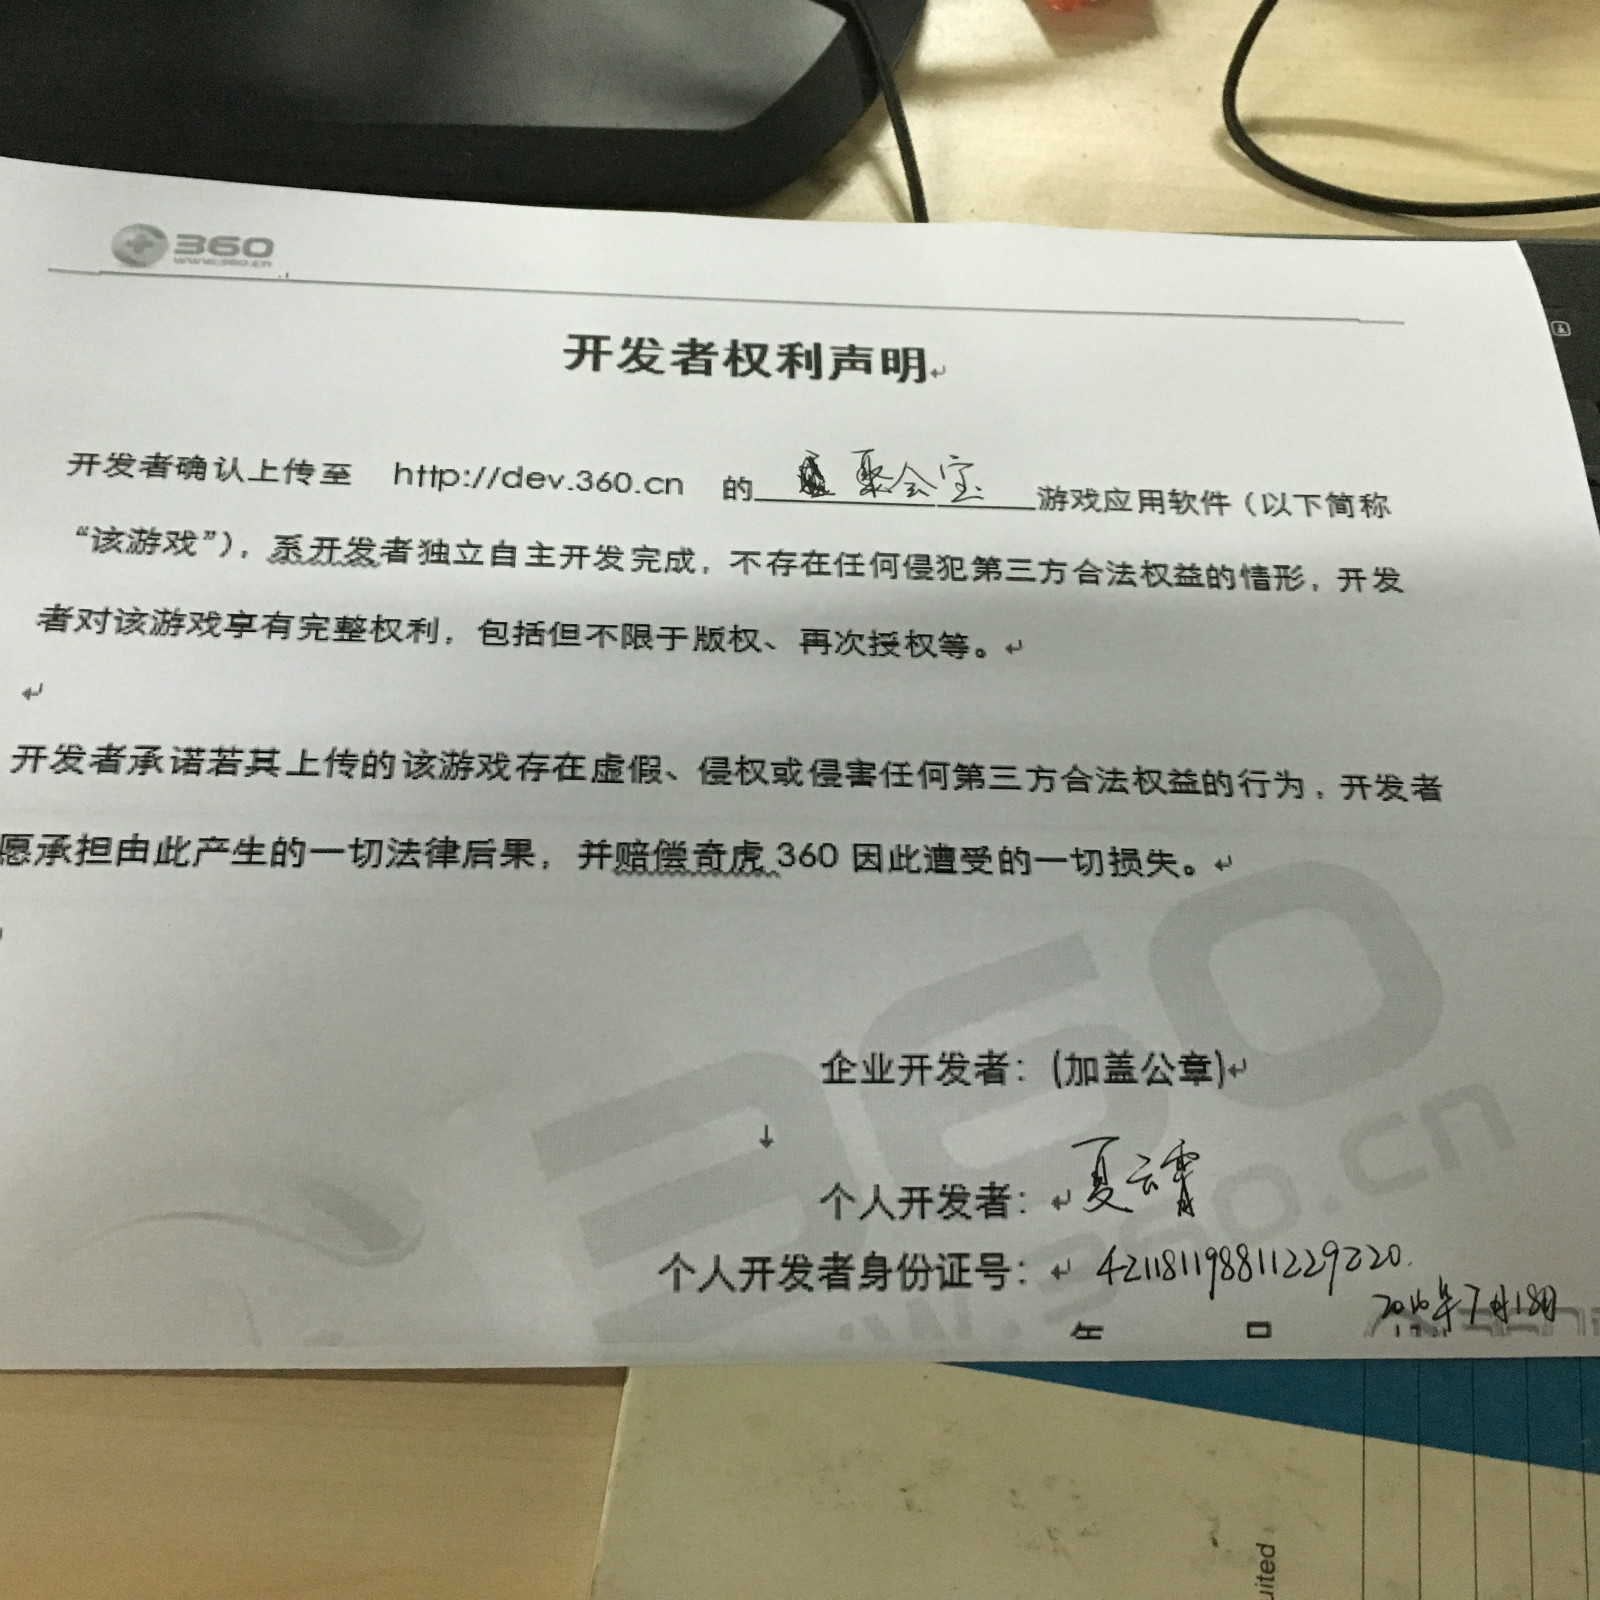 360
www.360.cn
开发者权利声明
开发者确认上传至 http://dev.360.cn 的 聚会宝 游戏应用软件（以下简称
“该游戏”），系开发者独立自主开发完成，不存在任何侵犯第三方合法权益的情形，开发
者对该游戏享有完整权利，包括但不限于版权、再次授权等。
开发者承诺若其上传的该游戏存在虚假、侵权或侵害任何第三方合法权益的行为，开发者
愿承担由此产生的一切法律后果，并赔偿奇虎 360 因此遭受的一切损失。
企业开发者：(加盖公章)
个人开发者：夏云霄
个人开发者身份证号：421181198811229220.
2016年7月18日
360
www.360.cn
uited